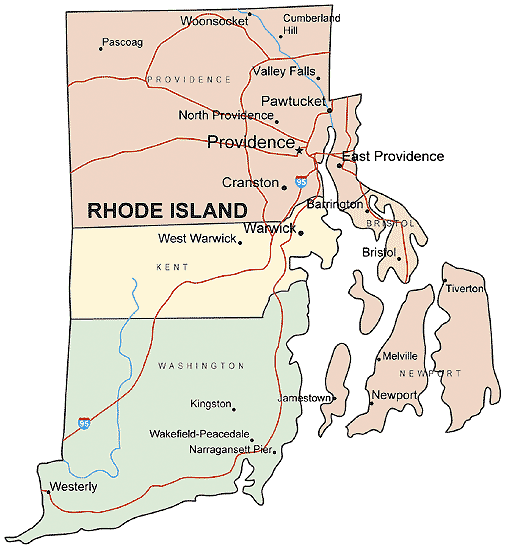 Woonsocket
Cumberland
Hill
Pascoag
Valley Falls
PROVIDENCE
Pawtucket
North Providence
Providence
East Providence
Cranston
95
Barrington
RHODE ISLAND
BRISTOL
Warwick
West Warwick
Bristol
KENT
Tiverton
Melville
WASHINGTON
NEWPORT
Jamestown
Newport
Kingston
95
Wakefield-Peacedale
Narragansett Pier
Westerly